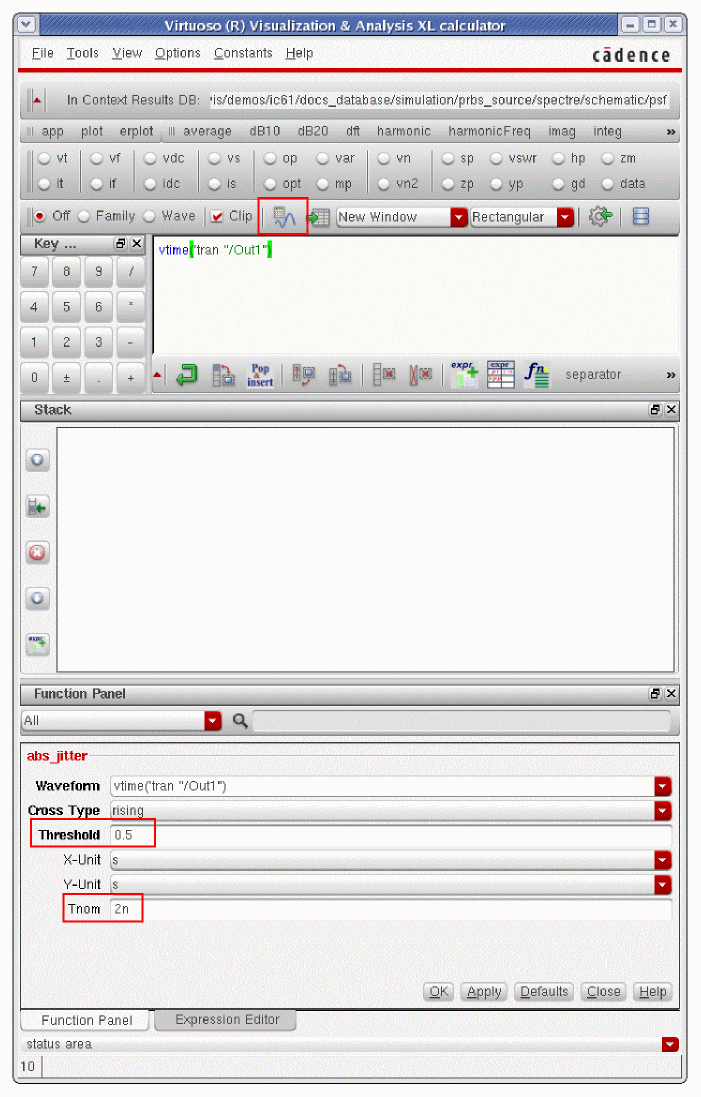 Virtuoso (R) Visualization & Analysis XL calculator
File Tools View Options Constants Help cādence
In Context Results DB: ris/demos/ic61/docs_database/simulation/prbs_source/spectre/schematic/psf
app plot erplot average dB10 dB20 dft harmonic harmonicFreq imag integ »
vt vf vdc vs op var vn sp vswr hp zm
it if idc is opt mp vn2 zp yp gd data
Off Family Wave Clip New Window Rectangular
Key ...
vtime('tran "/Out1")
7 8 9 /
4 5 6 *
1 2 3 -
0 ± . +
Pop & insert expr expr fn separator »
Stack
expr
Function Panel
All
abs_jitter
Waveform vtime('tran "/Out1")
Cross Type rising
Threshold 0.5
X-Unit s
Y-Unit s
Tnom 2n
OK Apply Defaults Close Help
Function Panel Expression Editor
status area
10